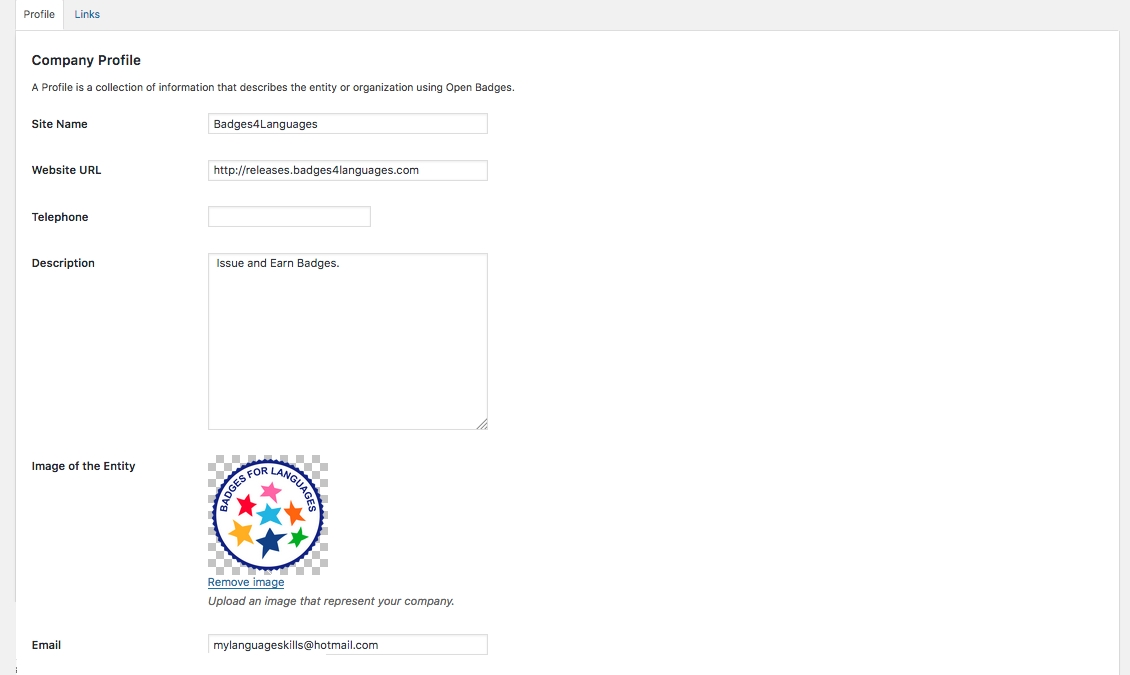 Profile Links
Company Profile
A Profile is a collection of information that describes the entity or organization using Open Badges.
Site Name Badges4Languages
Website URL http://releases.badges4languages.com
Telephone
Description Issue and Earn Badges.
Image of the Entity
BADGES FOR LANGUAGES
Remove image
Upload an image that represent your company.
Email mylanguageskills@hotmail.com